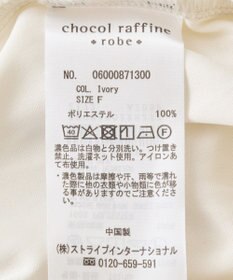 chocol raffine
robe
NO. 06000871300
COL. Ivory
SIZE F
ポリエステル 100%
濃色品は白物と分別洗い。つけ置き
禁止。洗濯ネット使用。アイロンあ
て布使用。
・濃色製品は摩擦や汗、雨等で濡れ
た際に他の衣類や小物類に色が移
る事がありますのでご注意下さい。
中国製
(株)ストライプインターナショナル
0120-659-591